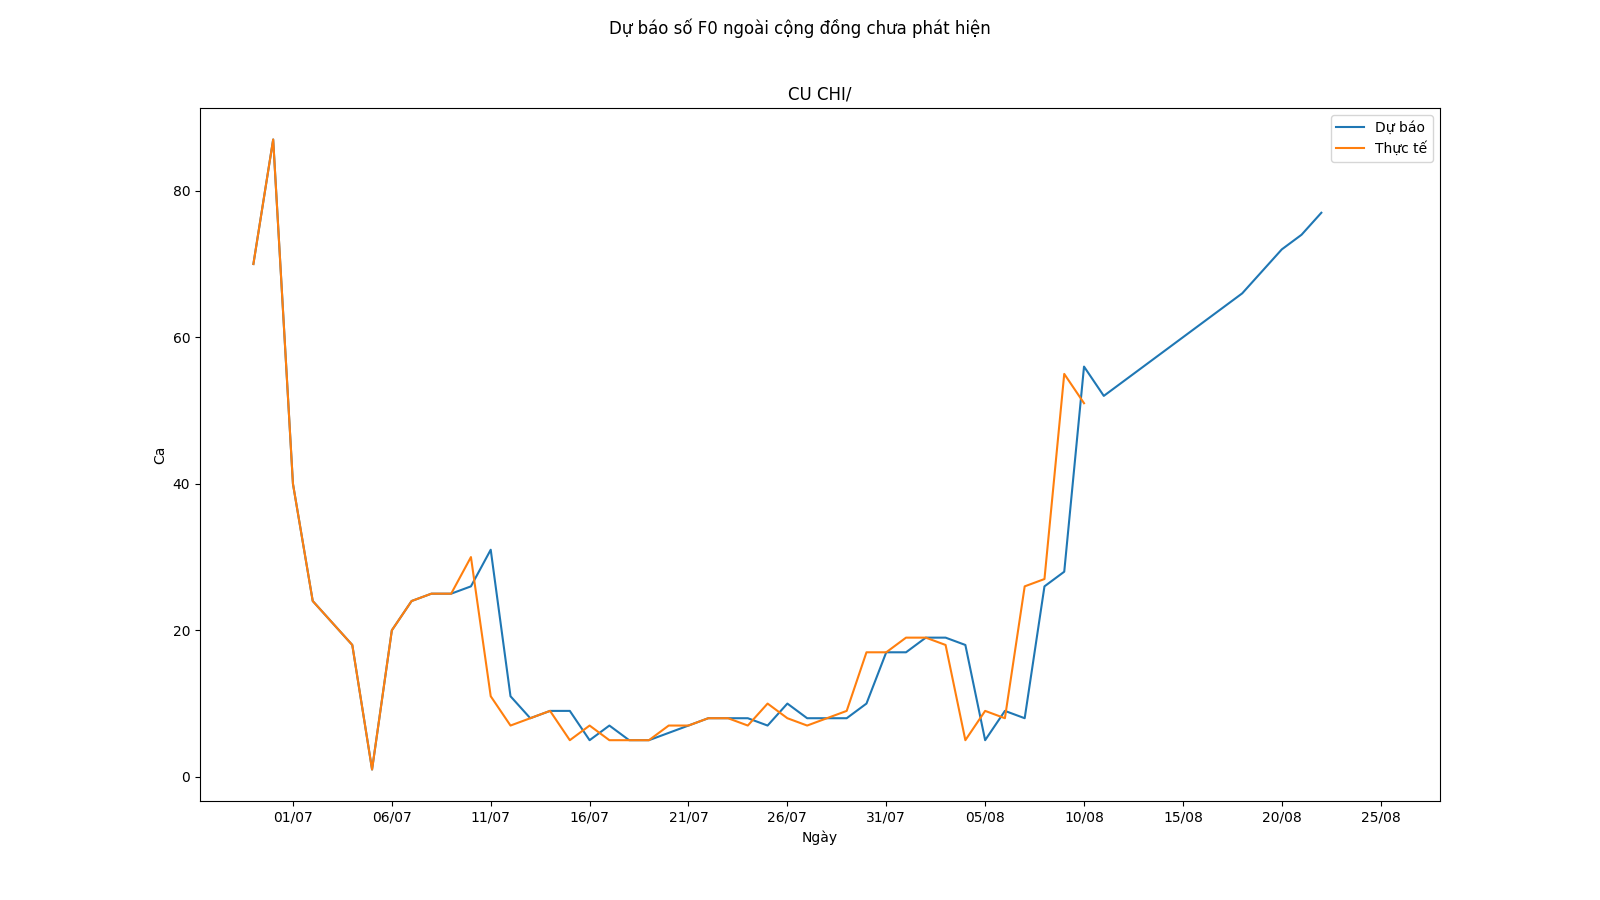 Dự báo số F0 ngoài cộng đồng chưa phát hiện
CU CHI/
Dự báo
Thực tế
80
60
40
20
0
Ca
01/07 06/07 11/07 16/07 21/07 26/07 31/07 05/08 10/08 15/08 20/08 25/08
Ngày